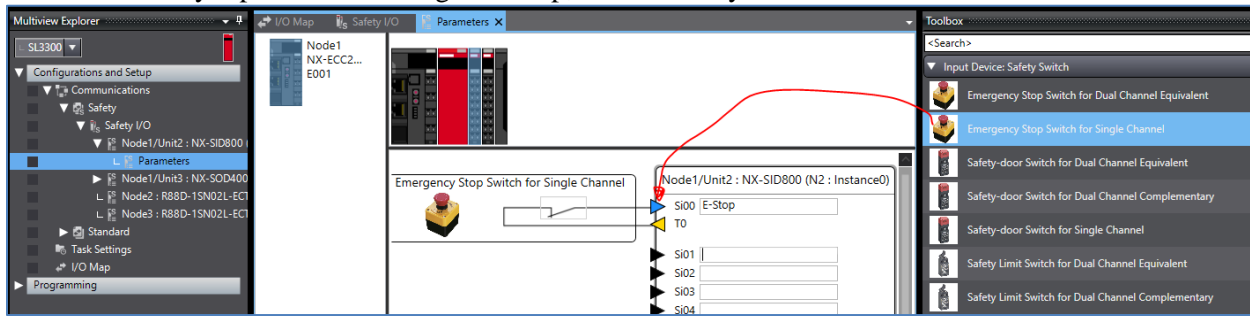 Multiview Explorer
SL3300
Configurations and Setup
Communications
Safety
Safety I/O
Node1/Unit2 : NX-SID800 (
Parameters
Node1/Unit3 : NX-SOD400
Node2 : R88D-1SN02L-ECT
Node3 : R88D-1SN02L-ECT
Standard
Task Settings
I/O Map
Programming
I/O Map
Safety I/O
Parameters
Node1
NX-ECC2...
E001
Emergency Stop Switch for Single Channel
Node1/Unit2 : NX-SID800 (N2 : Instance0)
Si00 E-Stop
T0
Si01
Si02
Si03
Si04
Toolbox
<Search>
Input Device: Safety Switch
Emergency Stop Switch for Dual Channel Equivalent
Emergency Stop Switch for Single Channel
Safety-door Switch for Dual Channel Equivalent
Safety-door Switch for Dual Channel Complementary
Safety-door Switch for Single Channel
Safety Limit Switch for Dual Channel Equivalent
Safety Limit Switch for Dual Channel Complementary